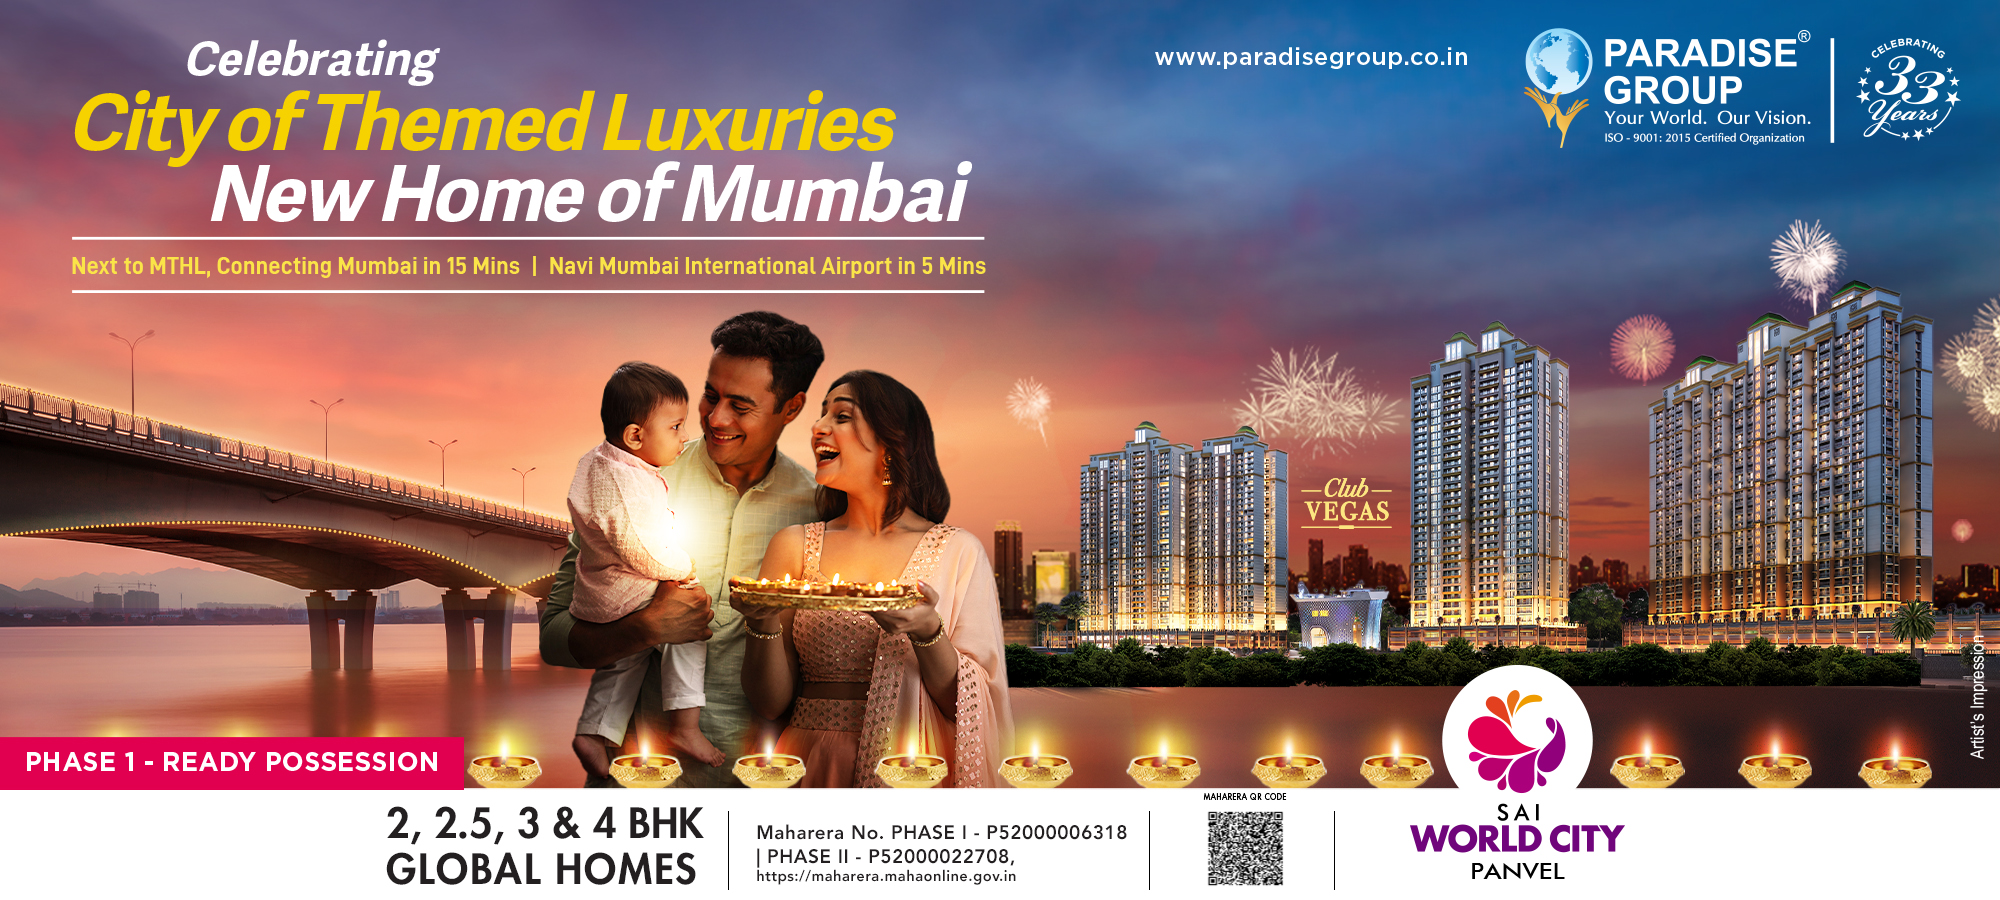 Celebrating
City of Themed Luxuries
New Home of Mumbai
Next to MTHL, Connecting Mumbai in 15 Mins | Navi Mumbai International Airport in 5 Mins
www.paradisegroup.co.in
PARADISE®
GROUP
Your World. Our Vision.
ISO - 9001: 2015 Certified Organization
CELEBRATING
33
Years
Club
VEGAS
Artist's Impression
PHASE 1 - READY POSSESSION
2, 2.5, 3 & 4 BHK
GLOBAL HOMES
Maharera No. PHASE I - P52000006318
| PHASE II - P52000022708,
https://maharera.mahaonline.gov.in
MAHARERA QR CODE
SAI
WORLD CITY
PANVEL